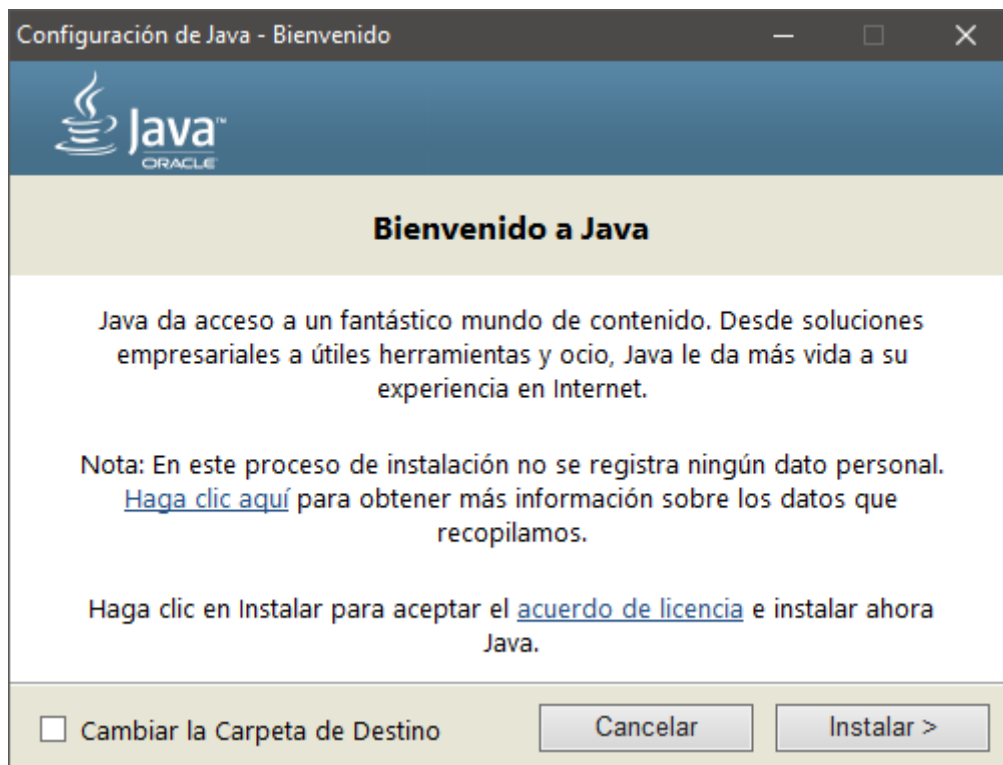 Configuración de Java - Bienvenido
Java™
ORACLE
Bienvenido a Java
Java da acceso a un fantástico mundo de contenido. Desde soluciones
empresariales a útiles herramientas y ocio, Java le da más vida a su
experiencia en Internet.
Nota: En este proceso de instalación no se registra ningún dato personal.
Haga clic aquí para obtener más información sobre los datos que
recopilamos.
Haga clic en Instalar para aceptar el acuerdo de licencia e instalar ahora
Java.
Cambiar la Carpeta de Destino
Cancelar
Instalar >